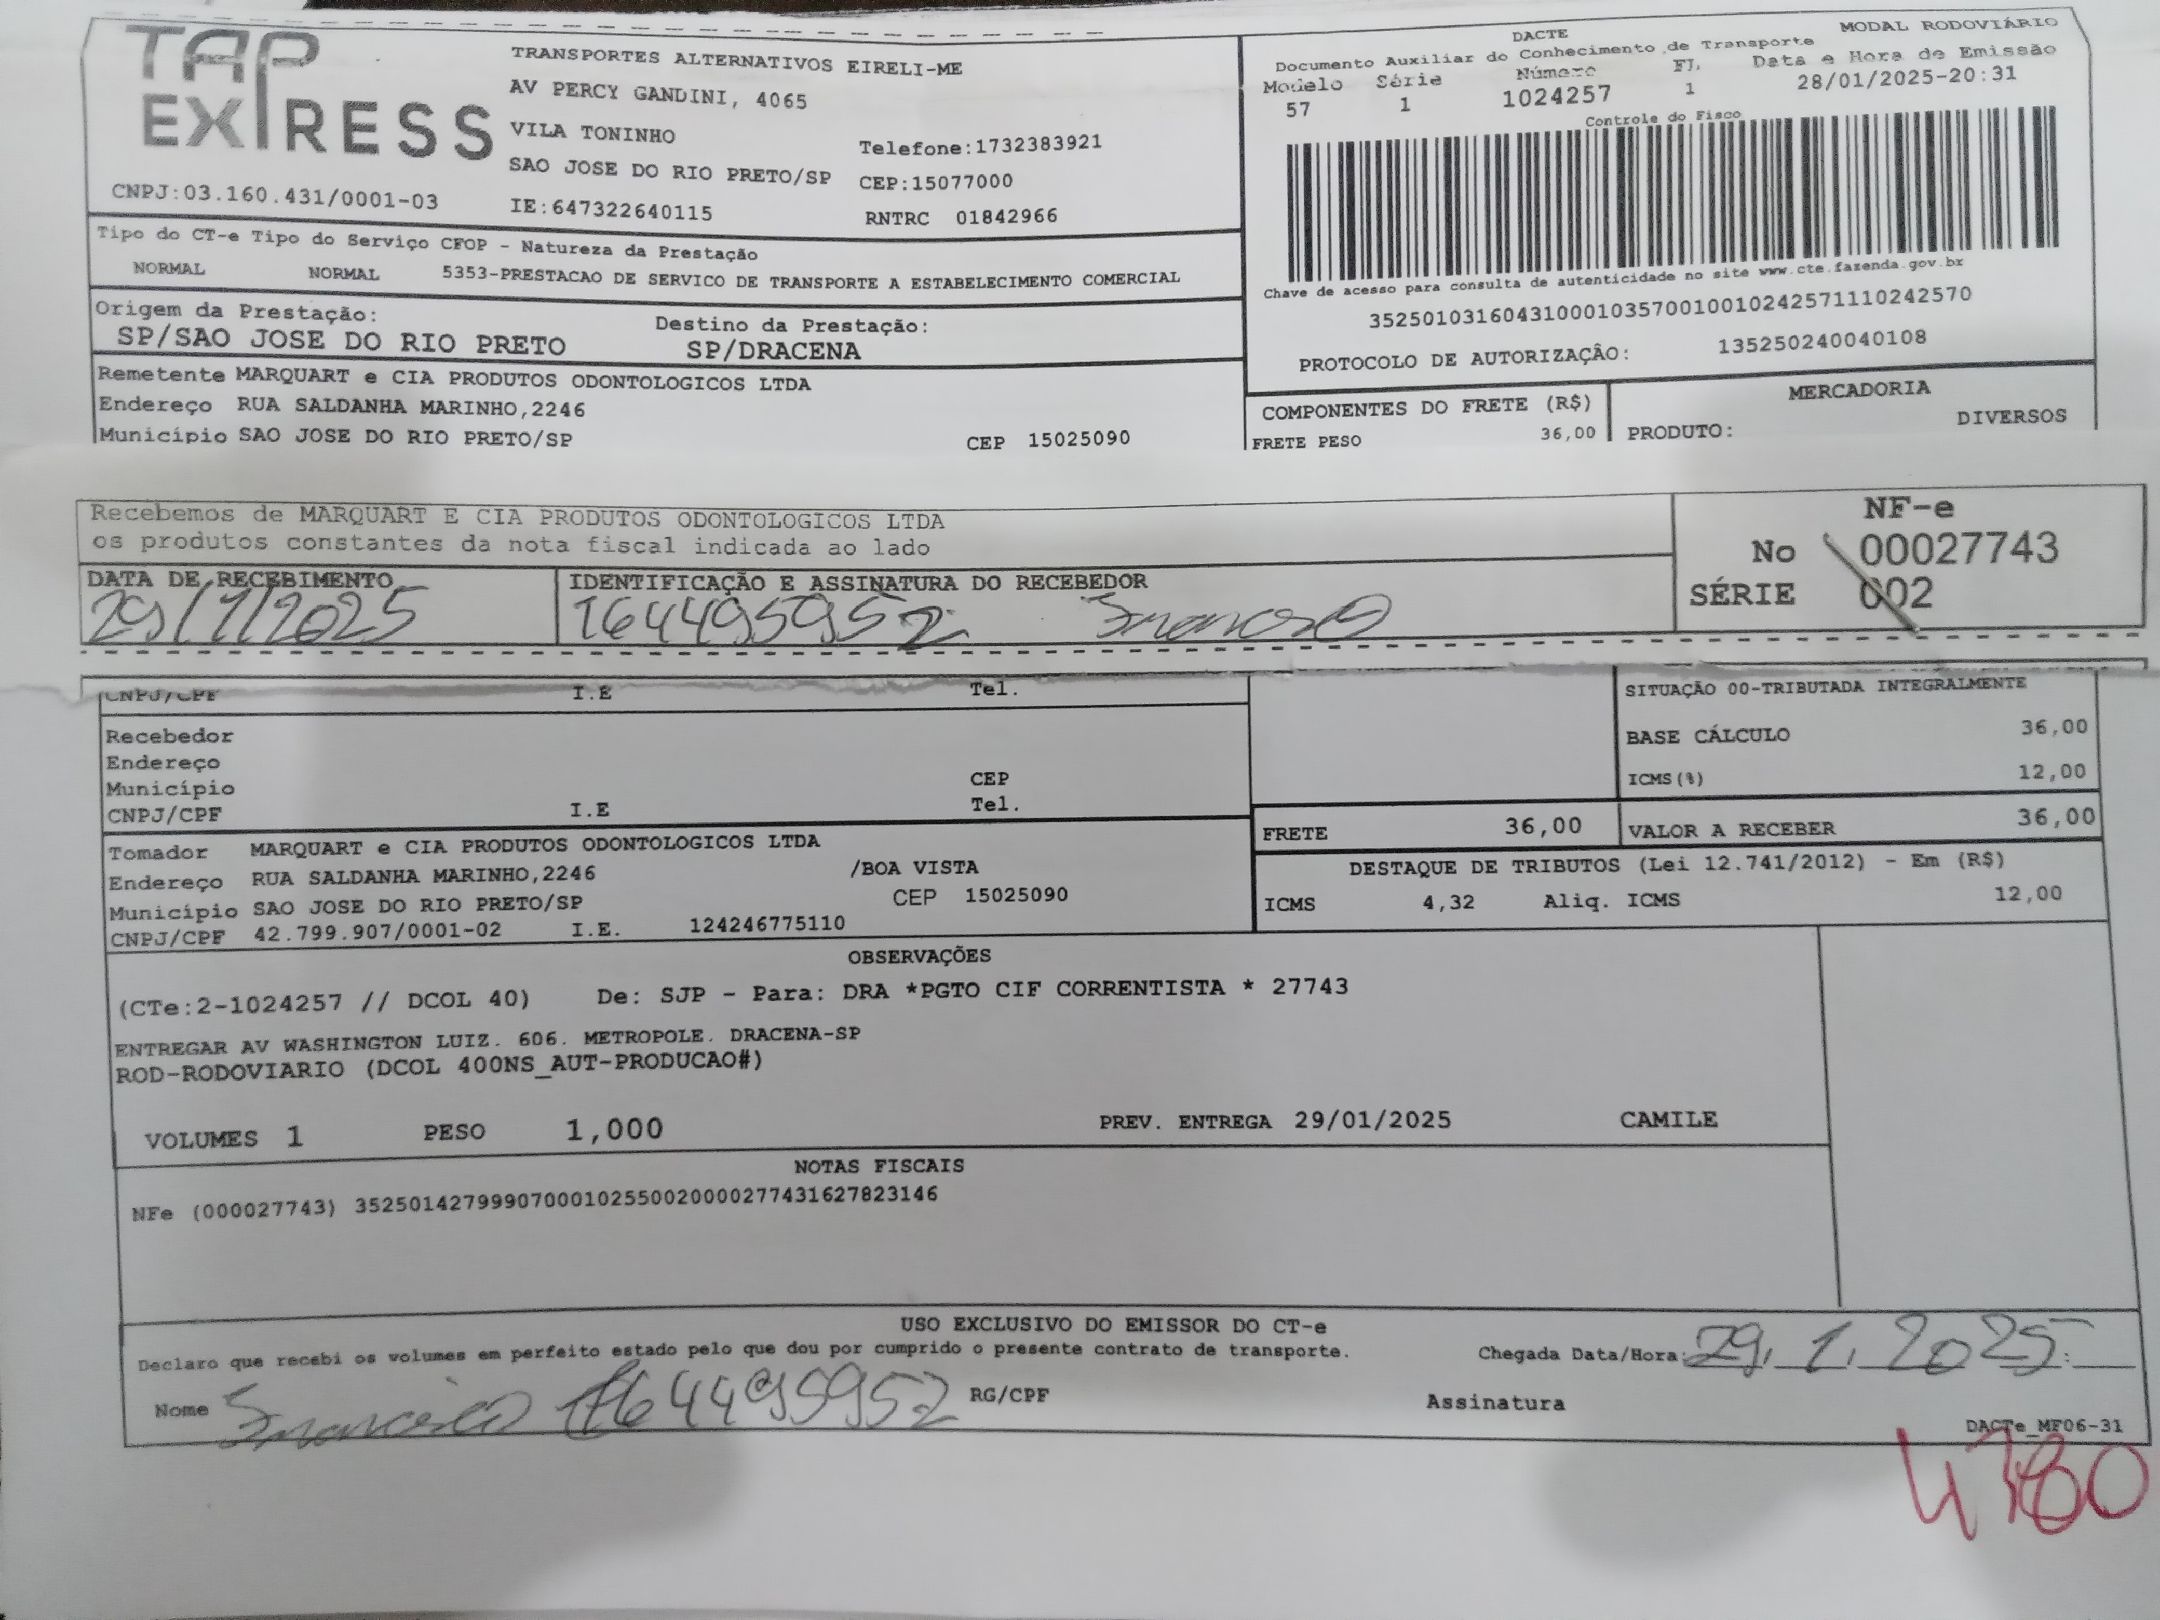 TAP EXPRESS
TRANSPORTES ALTERNATIVOS EIRELI-ME
AV PERCY GANDINI, 4065
VILA TONINHO
Telefone:1732383921
SAO JOSE DO RIO PRETO/SP CEP:15077000
CNPJ:03.160.431/0001-03
IE:647322640115 RNTRC 01842966
DACTE MODAL RODOVIÁRIO
Documento Auxiliar do Conhecimento de Transporte
Modelo Série Número Fl. Data e Hora de Emissão
57 1 1024257 1 28/01/2025-20:31
Controle do Fisco
Chave de acesso para consulta de autenticidade no site www.cte.fazenda.gov.br
35250103160431000103570010010242571110242570
PROTOCOLO DE AUTORIZAÇÃO: 135250240040108
Tipo do CT-e Tipo do Serviço CFOP - Natureza da Prestação
NORMAL NORMAL 5353-PRESTACAO DE SERVICO DE TRANSPORTE A ESTABELECIMENTO COMERCIAL
Origem da Prestação: Destino da Prestação:
SP/SAO JOSE DO RIO PRETO SP/DRACENA
Remetente MARQUART e CIA PRODUTOS ODONTOLOGICOS LTDA
Endereço RUA SALDANHA MARINHO,2246
Município SAO JOSE DO RIO PRETO/SP CEP 15025090
COMPONENTES DO FRETE (R$)
FRETE PESO 36,00
MERCADORIA
PRODUTO: DIVERSOS
Recebemos de MARQUART E CIA PRODUTOS ODONTOLOGICOS LTDA
os produtos constantes da nota fiscal indicada ao lado
NF-e
No 00027743
SÉRIE 002
DATA DE RECEBIMENTO IDENTIFICAÇÃO E ASSINATURA DO RECEBEDOR
29/1/2025 164495952 Francisco
CNPJ/CPF I.E Tel.
Recebedor
Endereço
Município CEP
CNPJ/CPF I.E Tel.
SITUAÇÃO 00-TRIBUTADA INTEGRALMENTE
BASE CÁLCULO 36,00
ICMS(%) 12,00
FRETE 36,00 VALOR A RECEBER 36,00
Tomador MARQUART e CIA PRODUTOS ODONTOLOGICOS LTDA
Endereço RUA SALDANHA MARINHO,2246 /BOA VISTA
Município SAO JOSE DO RIO PRETO/SP CEP 15025090
CNPJ/CPF 42.799.907/0001-02 I.E. 124246775110
DESTAQUE DE TRIBUTOS (Lei 12.741/2012) - Em (R$)
ICMS 4,32 Aliq. ICMS 12,00
OBSERVAÇÕES
(CTe:2-1024257 // DCOL 40) De: SJP - Para: DRA *PGTO CIF CORRENTISTA * 27743
ENTREGAR AV WASHINGTON LUIZ. 606. METROPOLE. DRACENA-SP
ROD-RODOVIARIO (DCOL 400NS_AUT-PRODUCAO#)
VOLUMES 1 PESO 1,000 PREV. ENTREGA 29/01/2025 CAMILE
NOTAS FISCAIS
NFe (000027743) 35250142799907000102550020000277431627823146
USO EXCLUSIVO DO EMISSOR DO CT-e
Declaro que recebi os volumes em perfeito estado pelo que dou por cumprido o presente contrato de transporte.
Chegada Data/Hora: 29.1.2025
Nome Francisco 164495952 RG/CPF Assinatura
DACTe_MF06-31